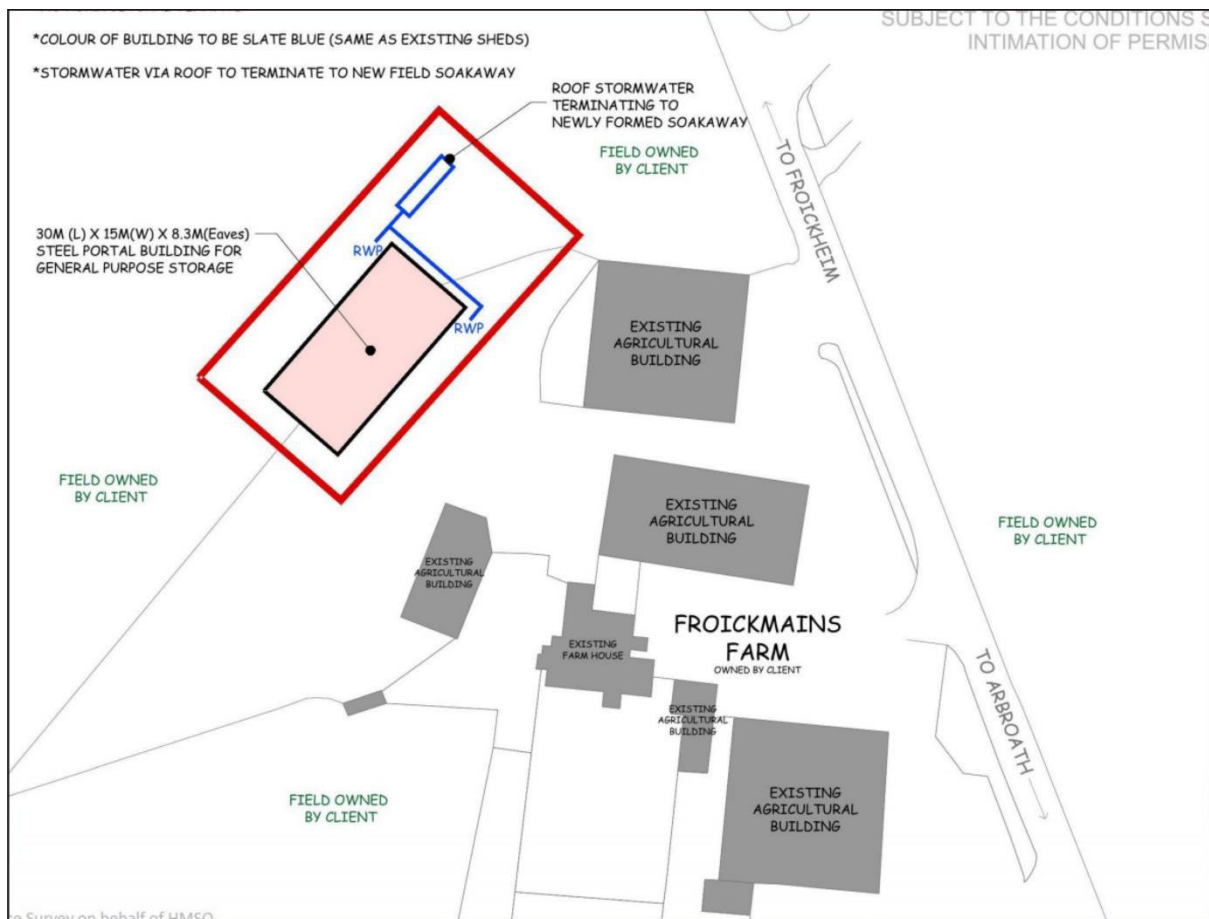 SUBJECT TO THE CONDITIONS S
INTIMATION OF PERMIS
*COLOUR OF BUILDING TO BE SLATE BLUE (SAME AS EXISTING SHEDS)
*STORMWATER VIA ROOF TO TERMINATE TO NEW FIELD SOAKAWAY
ROOF STORMWATER
TERMINATING TO
NEWLY FORMED SOAKAWAY
FIELD OWNED
BY CLIENT
TO FROICKHEIM
30M (L) X 15M(W) X 8.3M(Eaves)
STEEL PORTAL BUILDING FOR
GENERAL PURPOSE STORAGE
RWP
RWP
EXISTING
AGRICULTURAL
BUILDING
FIELD OWNED
BY CLIENT
EXISTING
AGRICULTURAL
BUILDING
FIELD OWNED
BY CLIENT
EXISTING
AGRICULTURAL
BUILDING
EXISTING
FARM HOUSE
FROICKMAINS
FARM
OWNED BY CLIENT
TO ARBROATH
EXISTING
AGRICULTURAL
BUILDING
FIELD OWNED
BY CLIENT
EXISTING
AGRICULTURAL
BUILDING
e Survey on behalf of HMSO